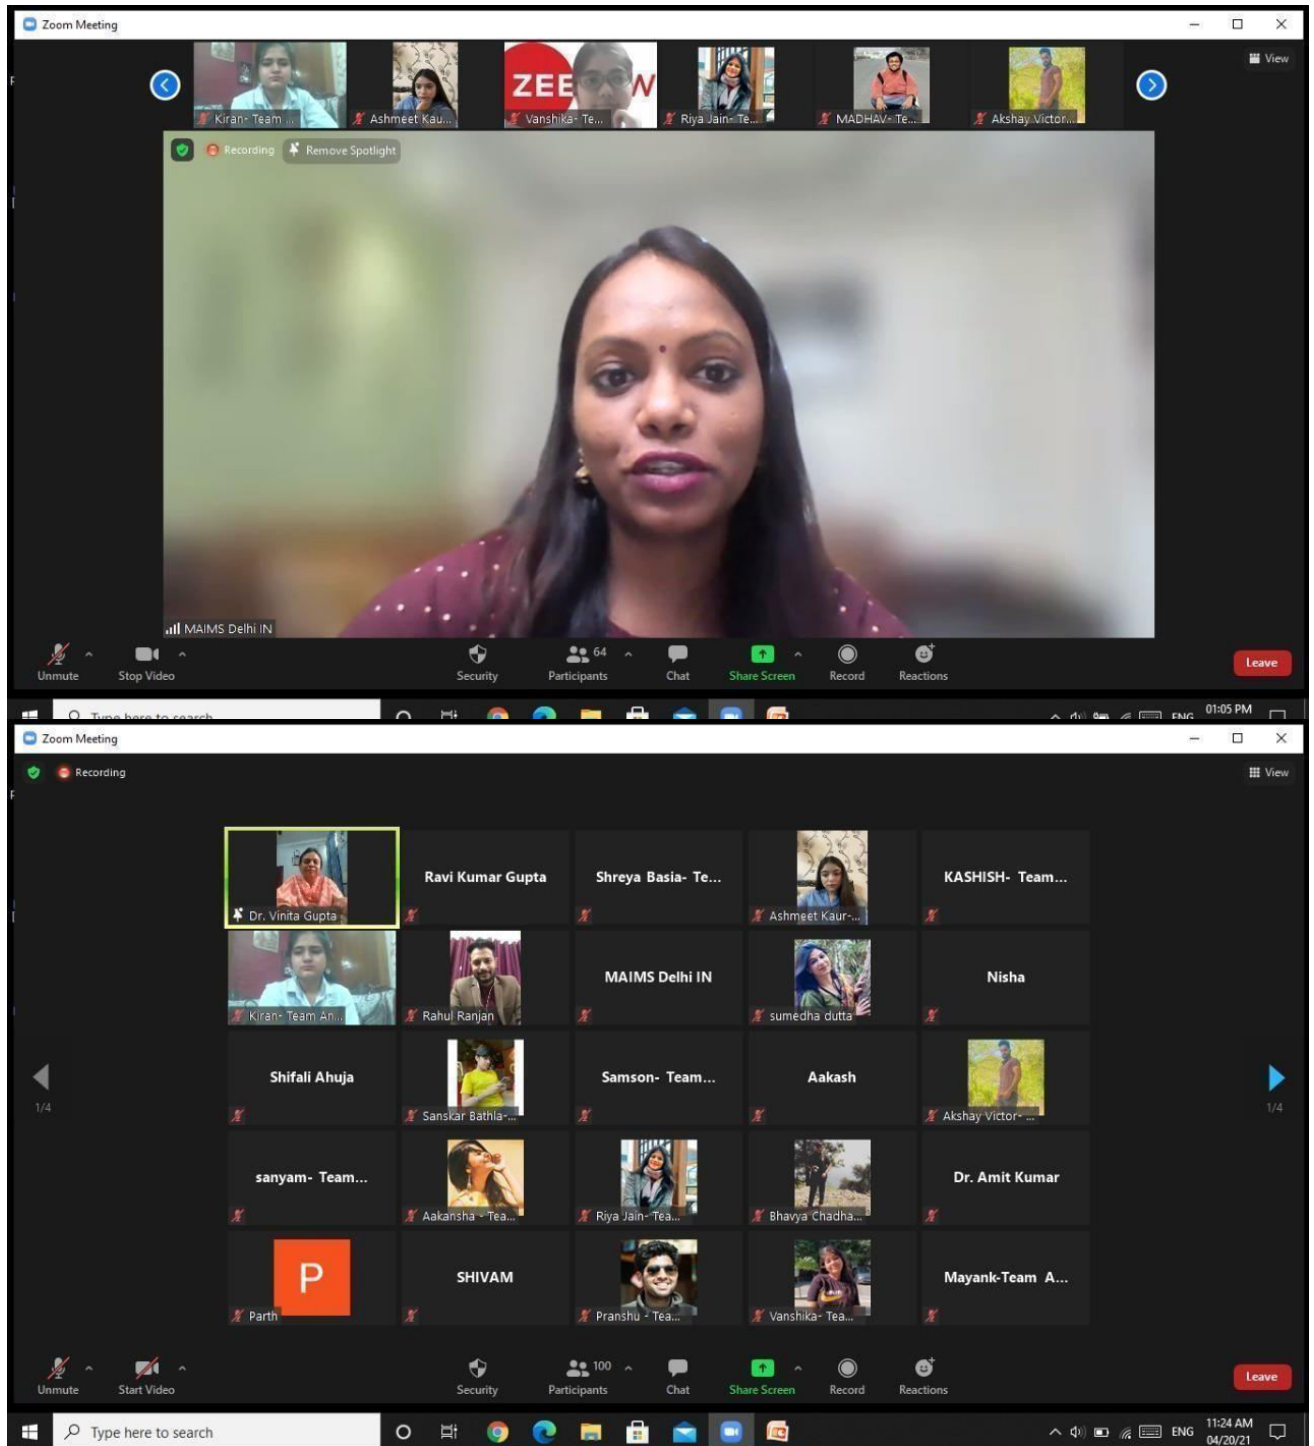 Zoom Meeting
View
ZEE
W
Kiran- Team ...
Ashmeet Kau...
Vanshika- Te...
Riya Jain- Te...
MADHAV- Te...
Akshay Victor...
Recording
Remove Spotlight
MAIMS Delhi IN
64
Unmute
Stop Video
Security
Participants
Chat
Share Screen
Record
Reactions
Leave
Type here to search
ENG
01:05 PM
Zoom Meeting
Recording
View
Dr. Vinita Gupta
Ravi Kumar Gupta
Shreya Basia- Te...
Ashmeet Kaur-...
KASHISH- Team...
Kiran- Team An...
Rahul Ranjan
MAIMS Delhi IN
sumedha dutta
Nisha
Shifali Ahuja
Sanskar Bathla-...
Samson- Team...
Aakash
Akshay Victor- ...
1/4
1/4
sanyam- Team...
Aakansha - Tea...
Riya Jain- Tea...
Bhavya Chadha...
Dr. Amit Kumar
P
Parth
SHIVAM
Pranshu - Tea...
Vanshika- Tea...
Mayank-Team A...
100
Unmute
Start Video
Security
Participants
Chat
Share Screen
Record
Reactions
Leave
Type here to search
ENG
11:24 AM
04/20/21